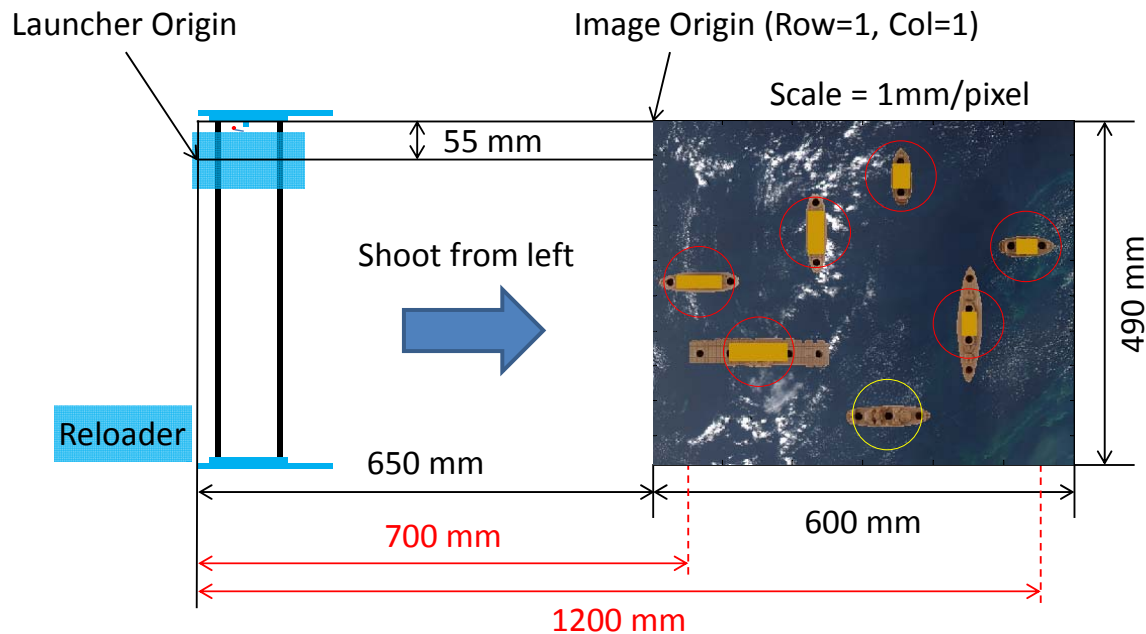 Launcher Origin
Image Origin (Row=1, Col=1)
Scale = 1mm/pixel
55 mm
Shoot from left
490 mm
Reloader
650 mm
600 mm
700 mm
1200 mm